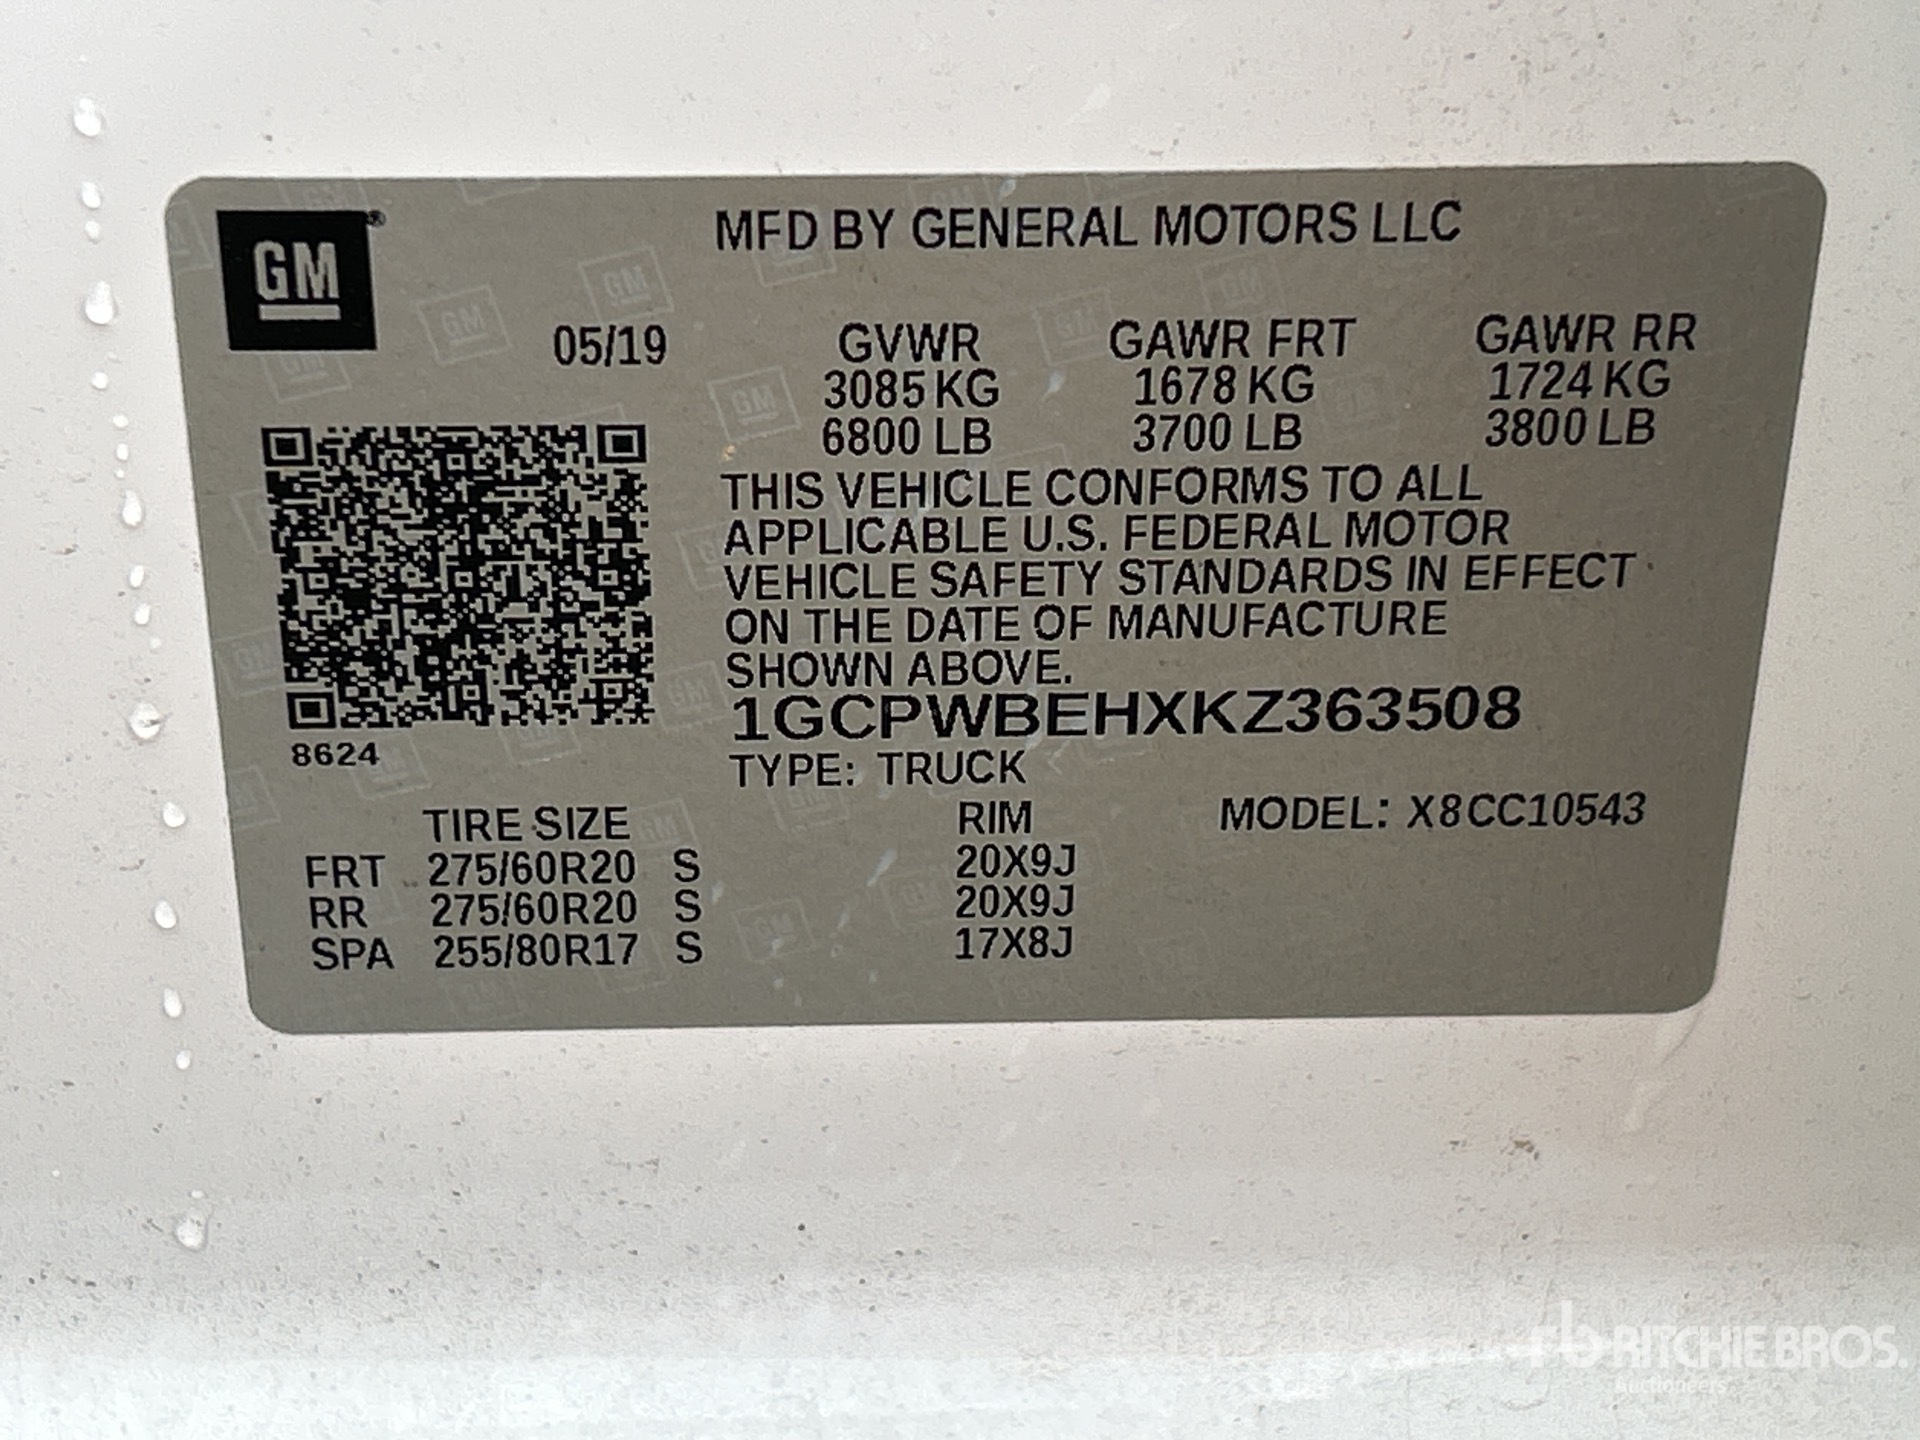 GM®
MFD BY GENERAL MOTORS LLC
05/19
GVWR GAWR FRT GAWR RR
3085 KG 1678 KG 1724 KG
6800 LB 3700 LB 3800 LB
THIS VEHICLE CONFORMS TO ALL
APPLICABLE U.S. FEDERAL MOTOR
VEHICLE SAFETY STANDARDS IN EFFECT
ON THE DATE OF MANUFACTURE
SHOWN ABOVE.
1GCPWBEHXKZ363508
8624
TYPE: TRUCK
TIRE SIZE RIM MODEL: X8CC10543
FRT 275/60R20 S 20X9J
RR 275/60R20 S 20X9J
SPA 255/80R17 S 17X8J
rb RITCHIE BROS.
Auctioneers